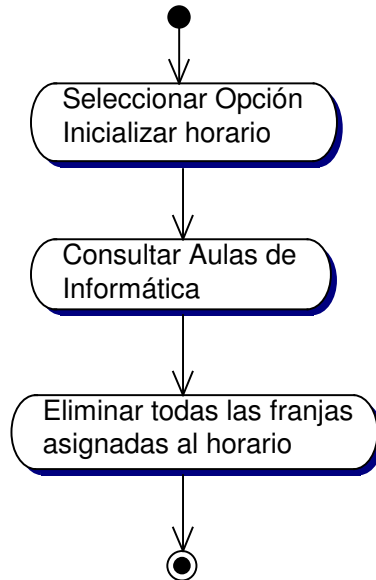 Seleccionar Opción
Inicializar horario
Consultar Aulas de
Informática
Eliminar todas las franjas
asignadas al horario